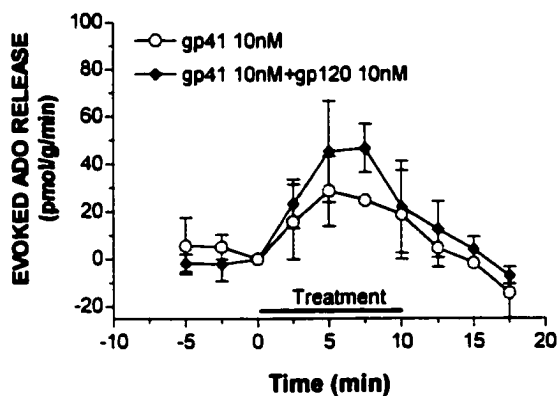 EVOKED ADO RELEASE
(pmol/g/min)
100
80
60
40
20
0
-20
gp41 10nM
gp41 10nM+gp120 10nM
Treatment
-10
-5
0
5
10
15
20
Time (min)